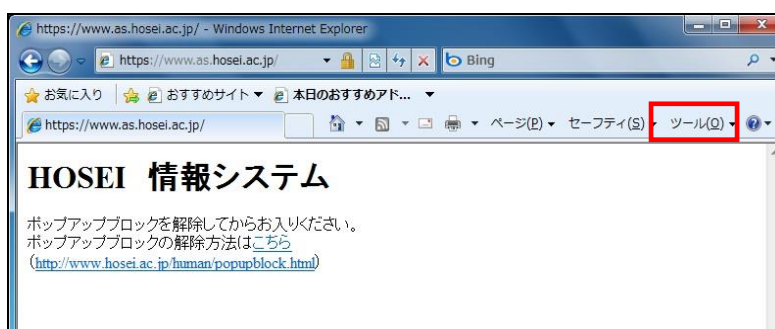 https://www.as.hosei.ac.jp/ - Windows Internet Explorer
https://www.as.hosei.ac.jp/ Bing
お気に入り おすすめサイト ▼ 本日のおすすめアド... ▼
https://www.as.hosei.ac.jp/ ページ(P) セーフティ(S) ツール(O)
HOSEI 情報システム
ポップアップブロックを解除してからお入りください。
ポップアップブロックの解除方法はこちら
(http://www.hosei.ac.jp/human/popupblock.html)